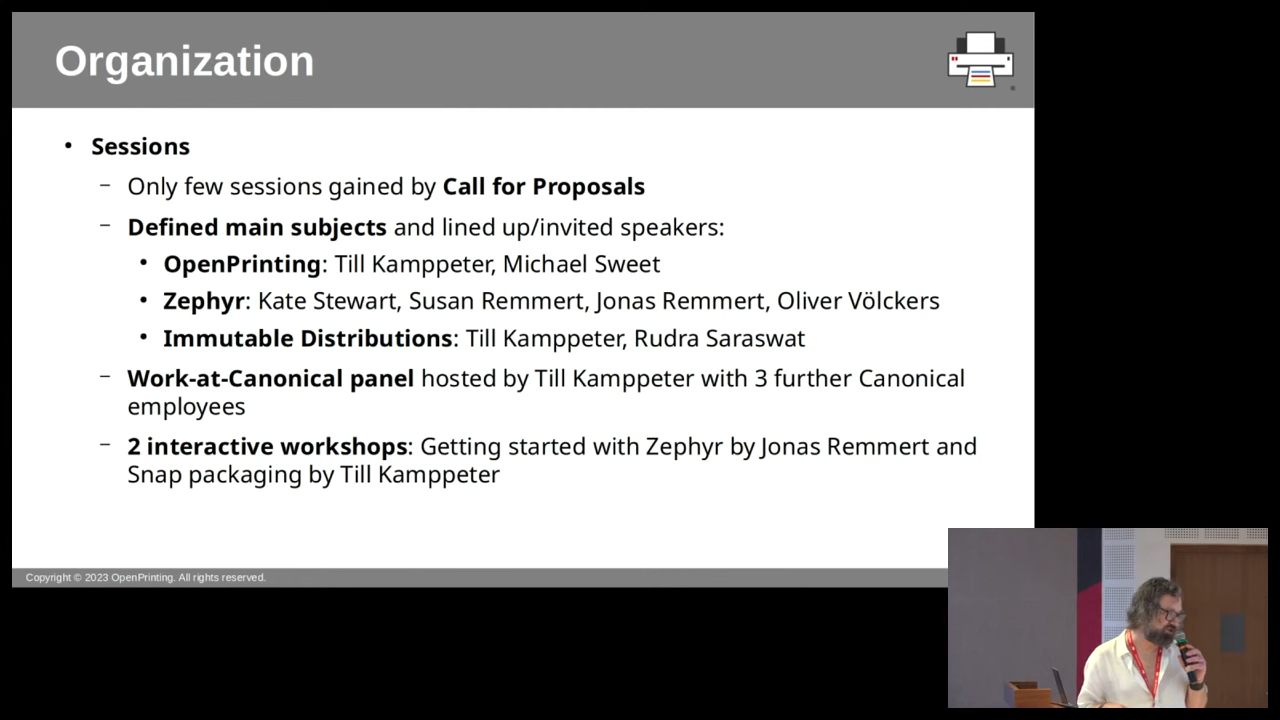 Organization
• Sessions
– Only few sessions gained by Call for Proposals
– Defined main subjects and lined up/invited speakers:
• OpenPrinting: Till Kamppeter, Michael Sweet
• Zephyr: Kate Stewart, Susan Remmert, Jonas Remmert, Oliver Völckers
• Immutable Distributions: Till Kamppeter, Rudra Saraswat
– Work-at-Canonical panel hosted by Till Kamppeter with 3 further Canonical
employees
– 2 interactive workshops: Getting started with Zephyr by Jonas Remmert and
Snap packaging by Till Kamppeter
Copyright © 2023 OpenPrinting. All rights reserved.